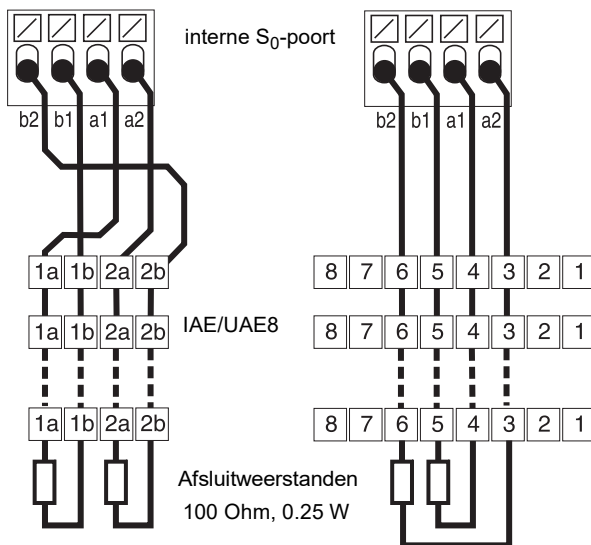 interne S0-poort
b2 b1 a1 a2
b2 b1 a1 a2
1a 1b 2a 2b
8 7 6 5 4 3 2 1
1a 1b 2a 2b
IAE/UAE8
8 7 6 5 4 3 2 1
1a 1b 2a 2b
8 7 6 5 4 3 2 1
Afsluitweerstanden
100 Ohm, 0.25 W